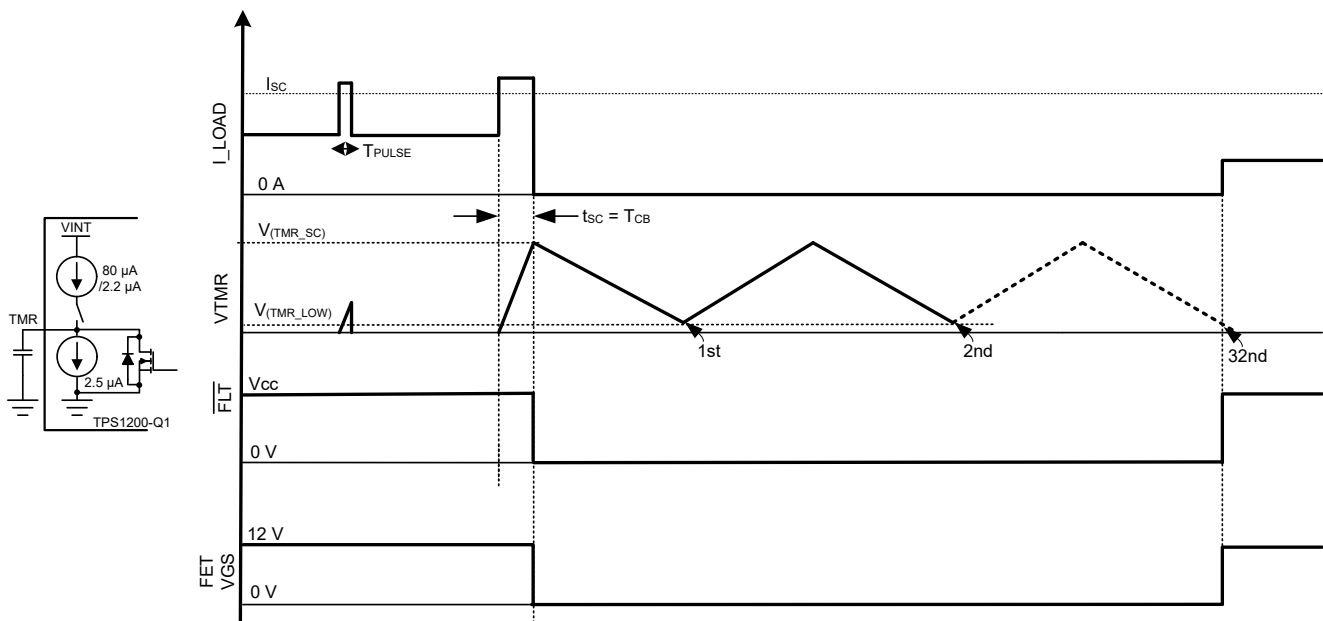 VINT
80 µA
/2.2 µA
TMR
2.5 µA
TPS1200-Q1
I_LOAD
ISC
TPULSE
0 A
tSC = TCB
VTMR
V(TMR_SC)
V(TMR_LOW)
1st
2nd
32nd
FLT
Vcc
0 V
FET
VGS
12 V
0 V